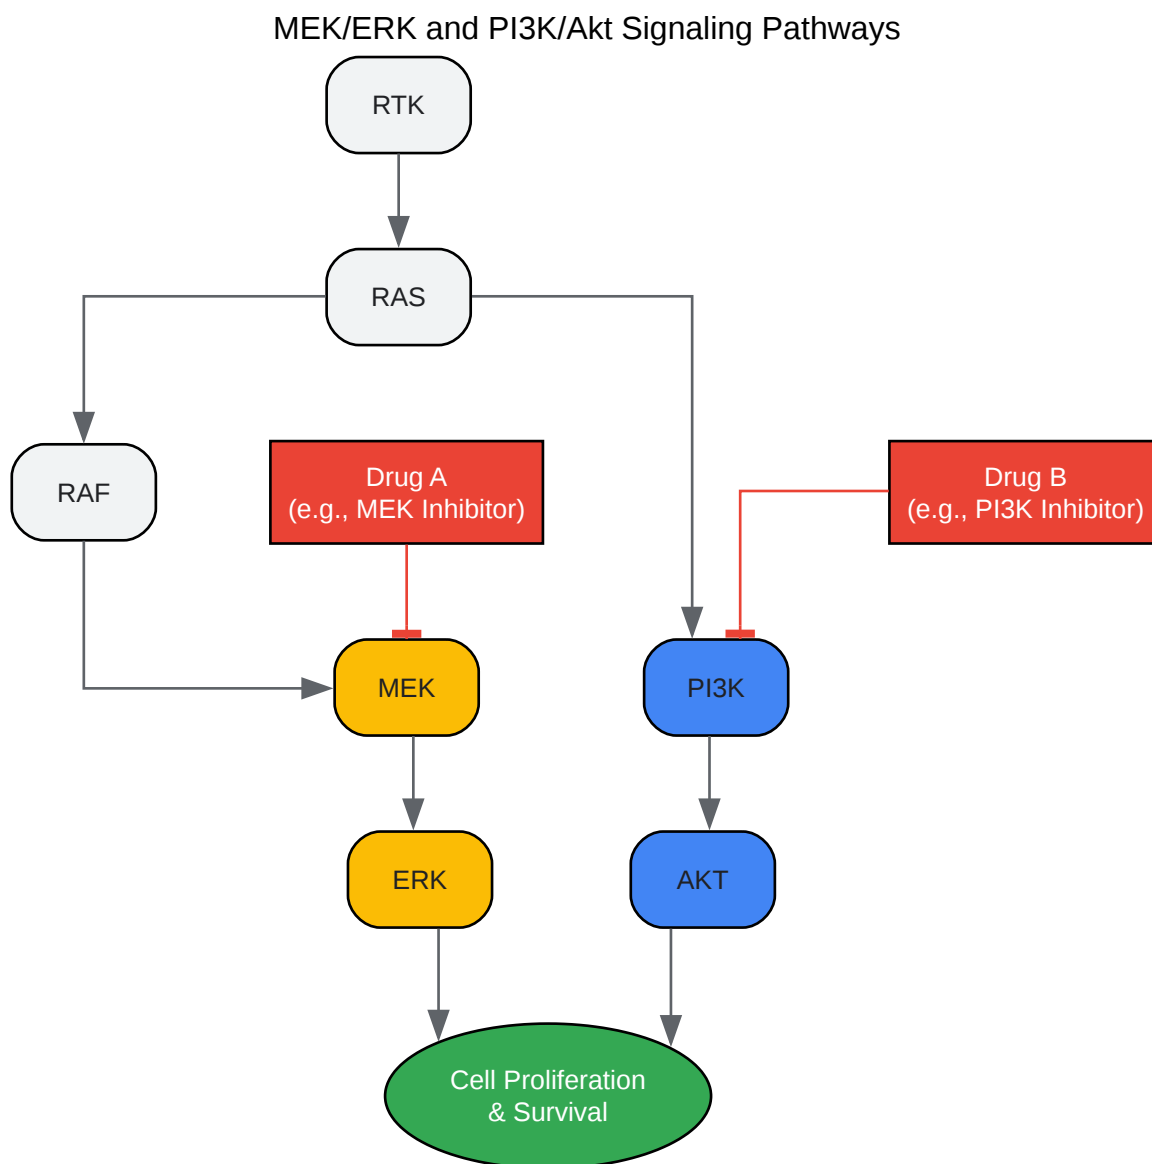 MEK/ERK and PI3K/Akt Signaling Pathways
RTK
RAS
RAF
Drug A
(e.g., MEK Inhibitor)
Drug B
(e.g., PI3K Inhibitor)
MEK
PI3K
ERK
AKT
Cell Proliferation
& Survival